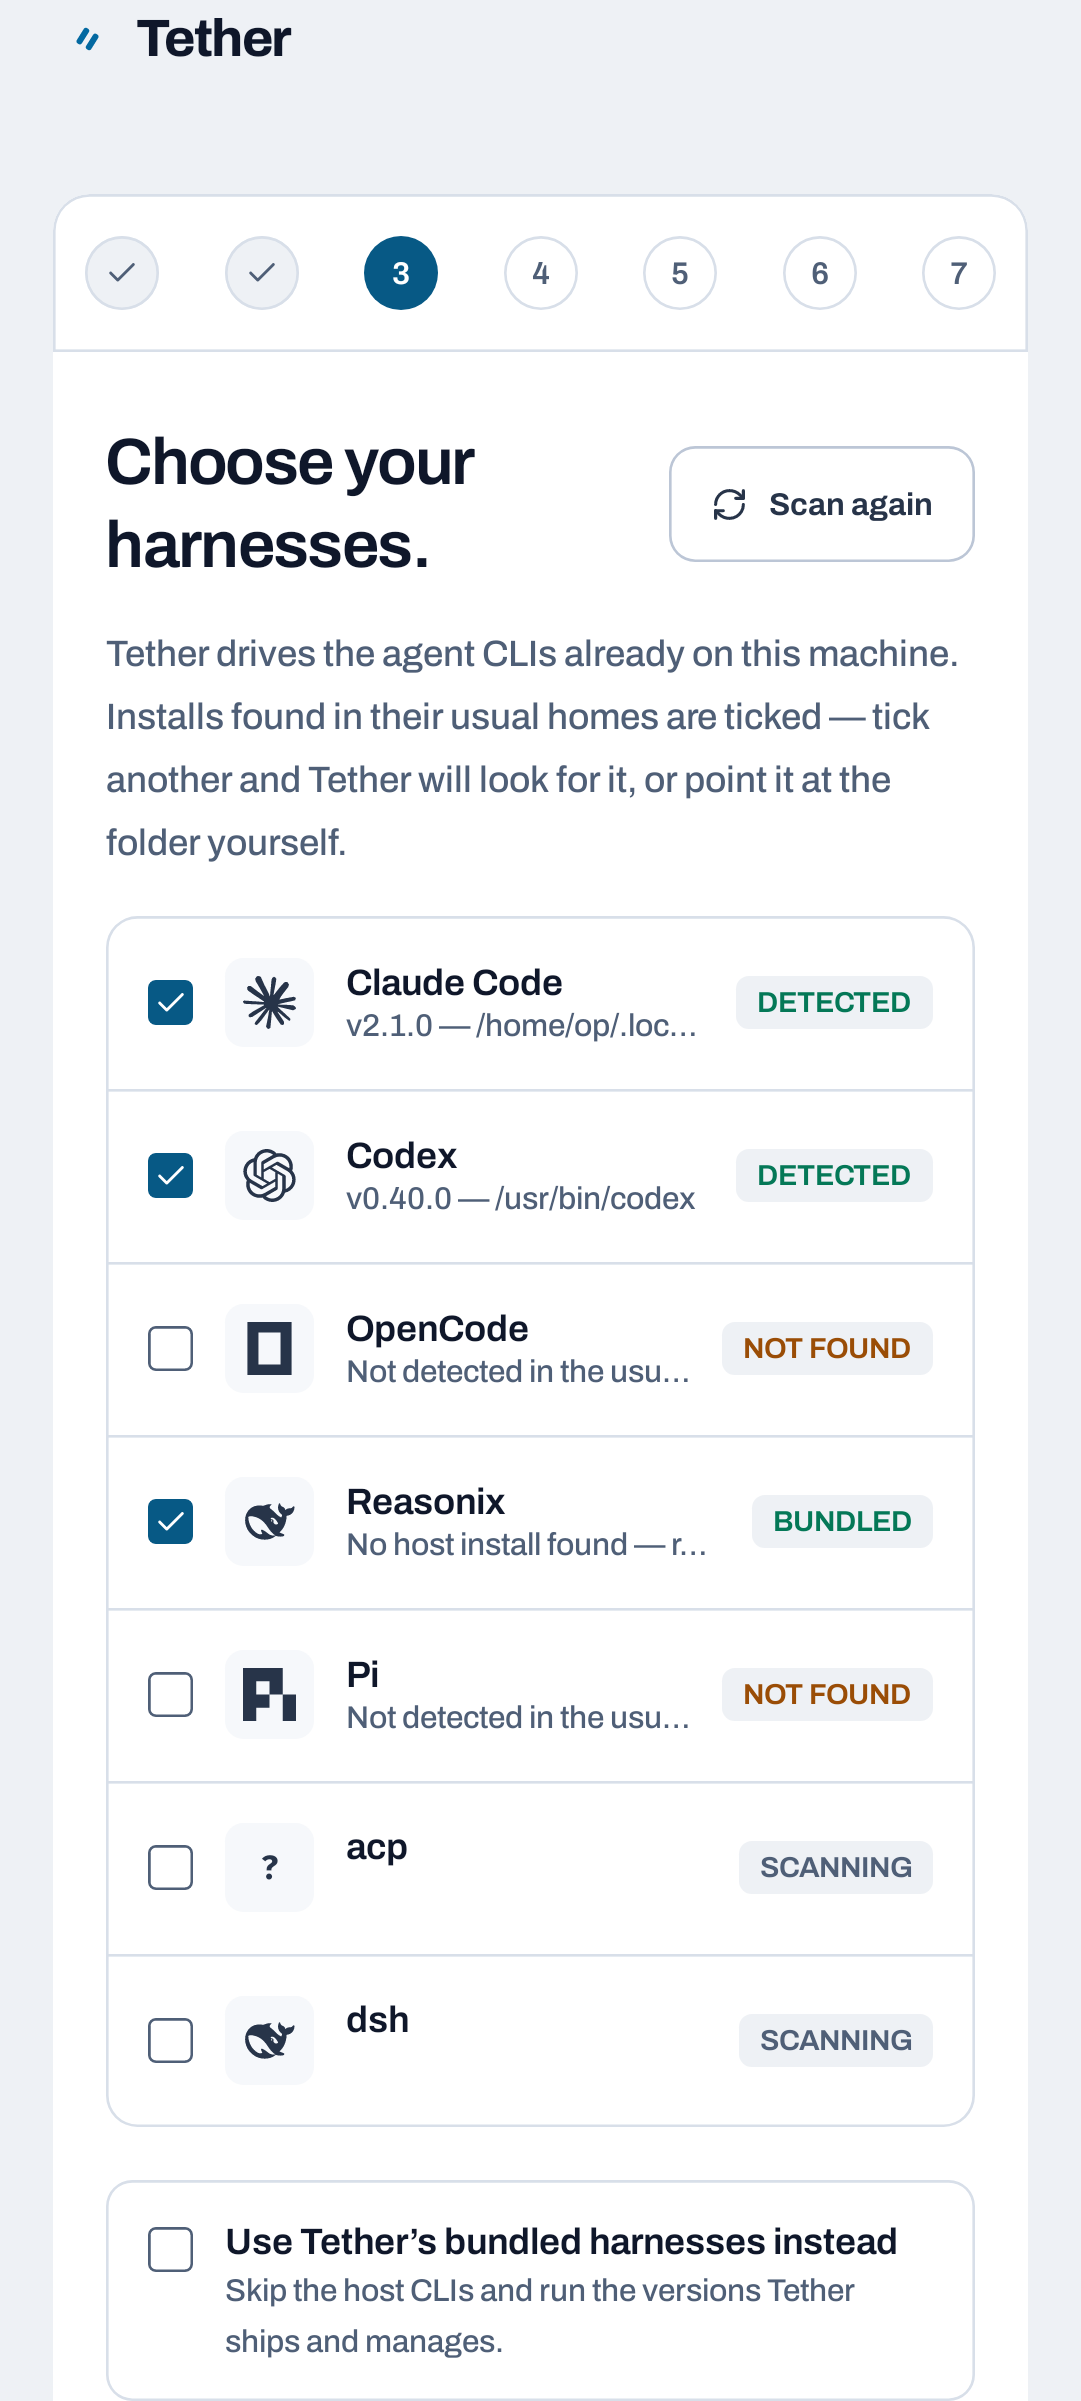 Tether
3
4
5
6
7
Choose your
harnesses.
Scan again
Tether drives the agent CLIs already on this machine.
Installs found in their usual homes are ticked — tick
another and Tether will look for it, or point it at the
folder yourself.
Claude Code
v2.1.0 — /home/op/.loc...
DETECTED
Codex
v0.40.0 — /usr/bin/codex
DETECTED
OpenCode
Not detected in the usu...
NOT FOUND
Reasonix
No host install found — r...
BUNDLED
Pi
Not detected in the usu...
NOT FOUND
?
acp
SCANNING
dsh
SCANNING
Use Tether’s bundled harnesses instead
Skip the host CLIs and run the versions Tether
ships and manages.